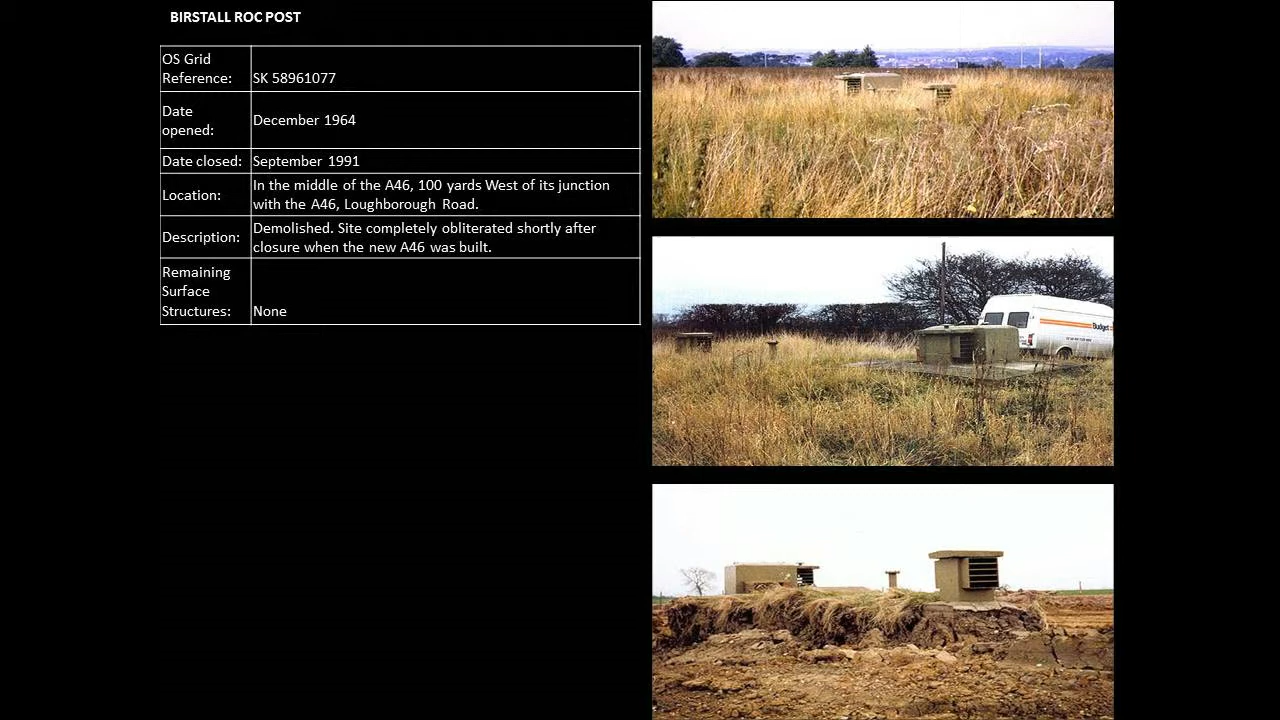 BIRSTALL ROC POST
OS Grid
Reference: SK 58961077
Date
opened: December 1964
Date closed: September 1991
Location: In the middle of the A46, 100 yards West of its junction
with the A46, Loughborough Road.
Description: Demolished. Site completely obliterated shortly after
closure when the new A46 was built.
Remaining
Surface
Structures: None
Budget